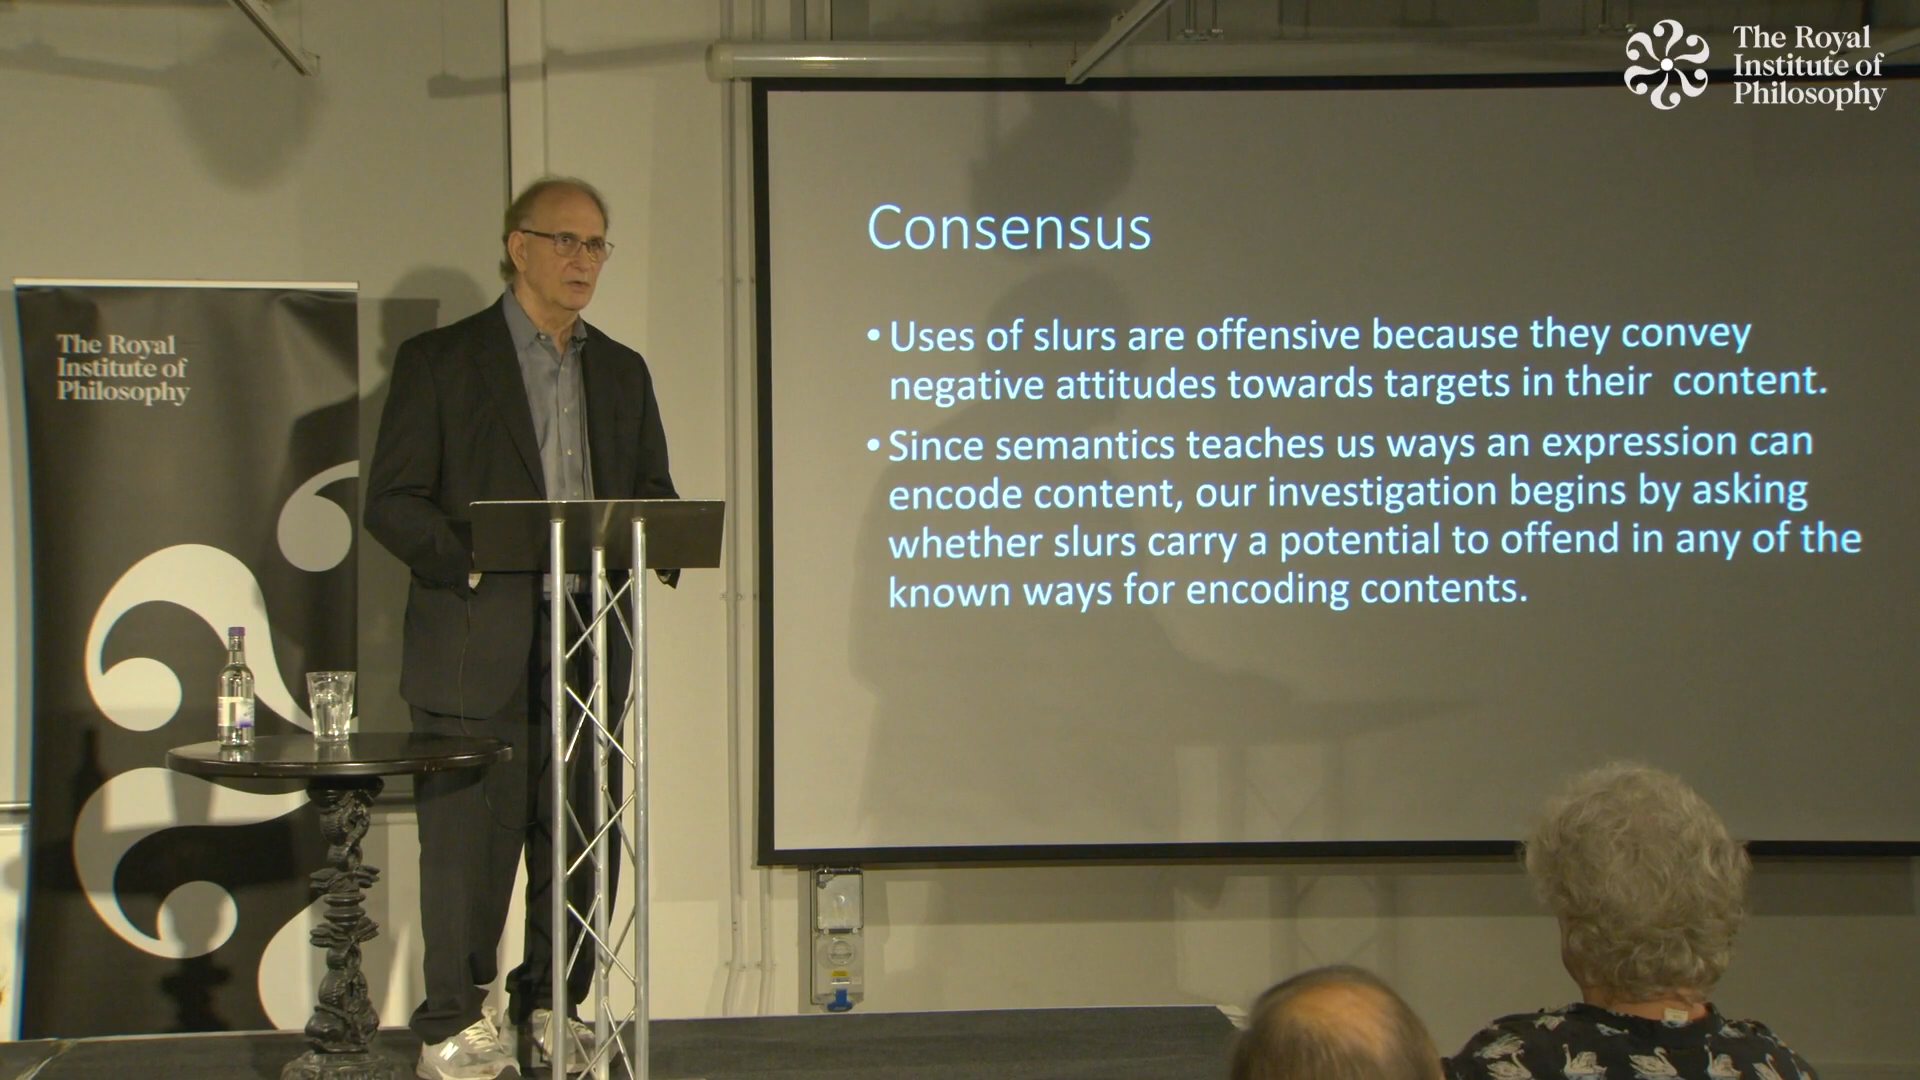 The Royal
Institute of
Philosophy
The Royal
Institute of
Philosophy
Consensus
• Uses of slurs are offensive because they convey
negative attitudes towards targets in their content.
• Since semantics teaches us ways an expression can
encode content, our investigation begins by asking
whether slurs carry a potential to offend in any of the
known ways for encoding contents.